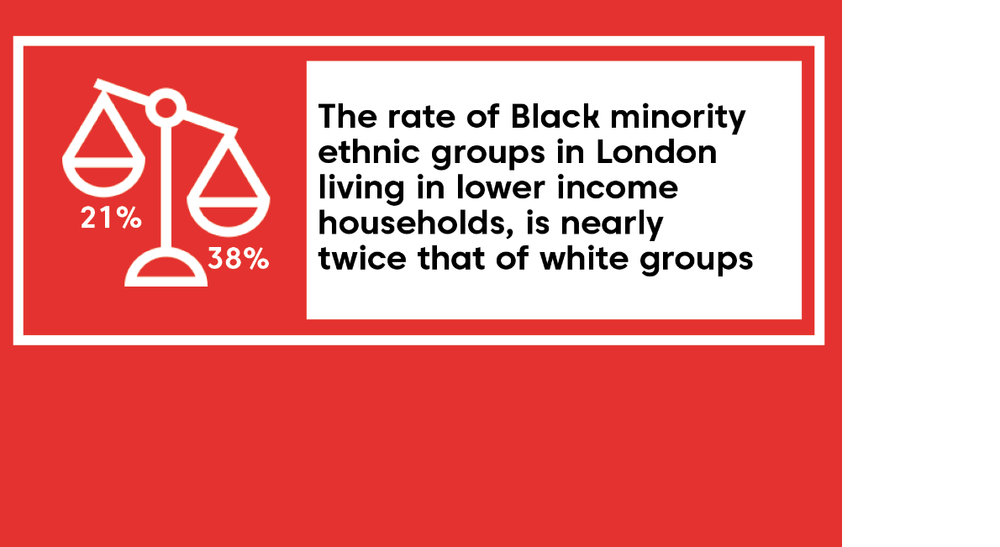 21%
38%
The rate of Black minority
ethnic groups in London
living in lower income
households, is nearly
twice that of white groups